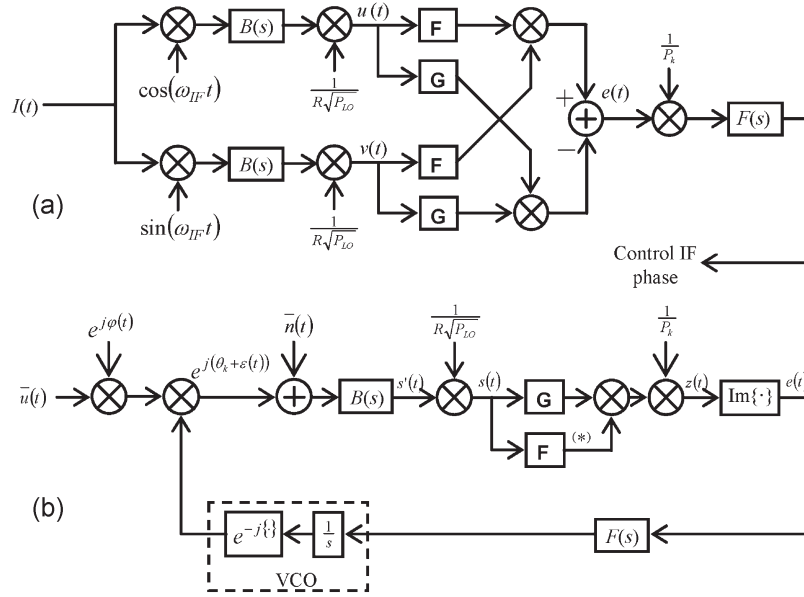 I(t)
cos(ω_IF t)
B(s)
1/(R√P_LO)
u(t)
F
G
+
e(t)
−
1/P_k
F(s)
sin(ω_IF t)
B(s)
1/(R√P_LO)
v(t)
F
G
(a)
Control IF
phase
e^{jφ(t)}
u̅(t)
e^{j(θ_k+ε(t))}
n̅(t)
B(s)
s'(t)
1/(R√P_LO)
s(t)
G
F
(*)
1/P_k
z(t)
Im{·}
e(t)
(b)
e^{-j{·}}
1/s
VCO
F(s)